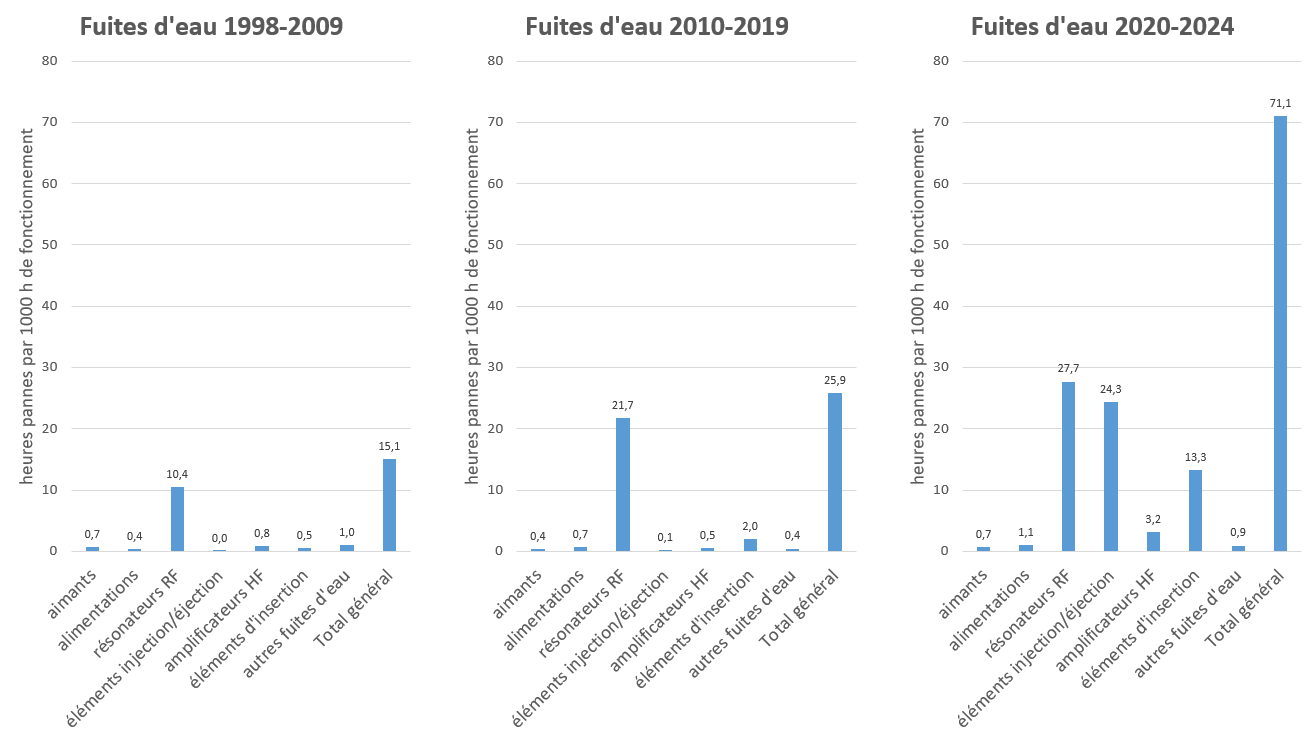 Fuites d'eau 1998-2009
heures pannes par 1000 h de fonctionnement
80
70
60
50
40
30
20
10
0
0,7
0,4
10,4
0,0
0,8
0,5
1,0
15,1
aimants
alimentations
résonateurs RF
éléments injection/éjection
amplificateurs HF
éléments d'insertion
autres fuites d'eau
Total général
Fuites d'eau 2010-2019
heures pannes par 1000 h de fonctionnement
80
70
60
50
40
30
20
10
0
0,4
0,7
21,7
0,1
0,5
2,0
0,4
25,9
aimants
alimentations
résonateurs RF
éléments injection/éjection
amplificateurs HF
éléments d'insertion
autres fuites d'eau
Total général
Fuites d'eau 2020-2024
heures pannes par 1000 h de fonctionnement
80
70
60
50
40
30
20
10
0
0,7
1,1
27,7
24,3
3,2
13,3
0,9
71,1
aimants
alimentations
résonateurs RF
éléments injection/éjection
amplificateurs HF
éléments d'insertion
autres fuites d'eau
Total général